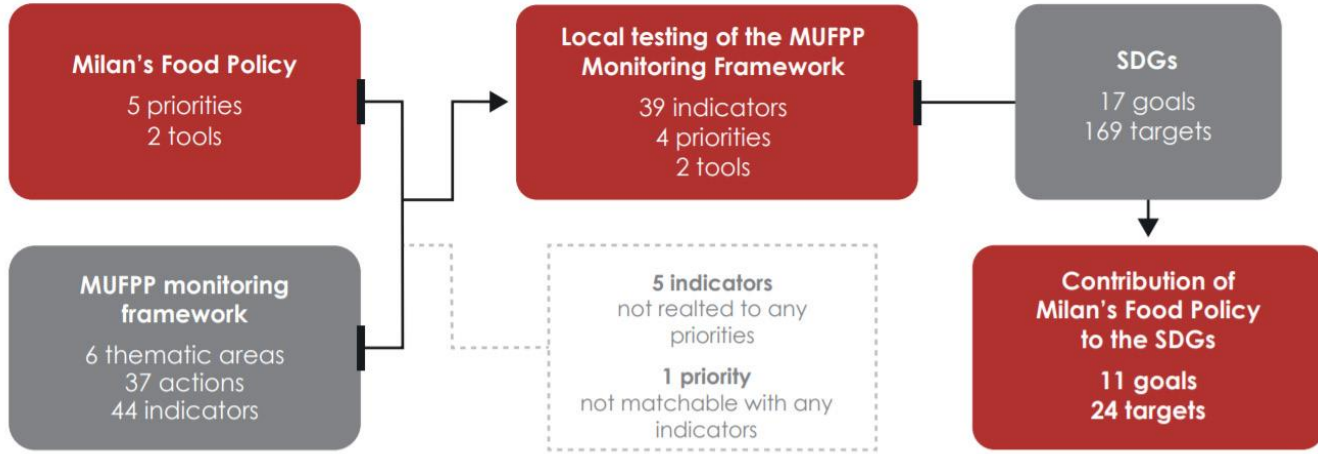 Milan's Food Policy
5 priorities
2 tools
Local testing of the MUFPP
Monitoring Framework
39 indicators
4 priorities
2 tools
SDGs
17 goals
169 targets
MUFPP monitoring
framework
6 thematic areas
37 actions
44 indicators
5 indicators
not realted to any
priorities
1 priority
not matchable with any
indicators
Contribution of
Milan's Food Policy
to the SDGs
11 goals
24 targets